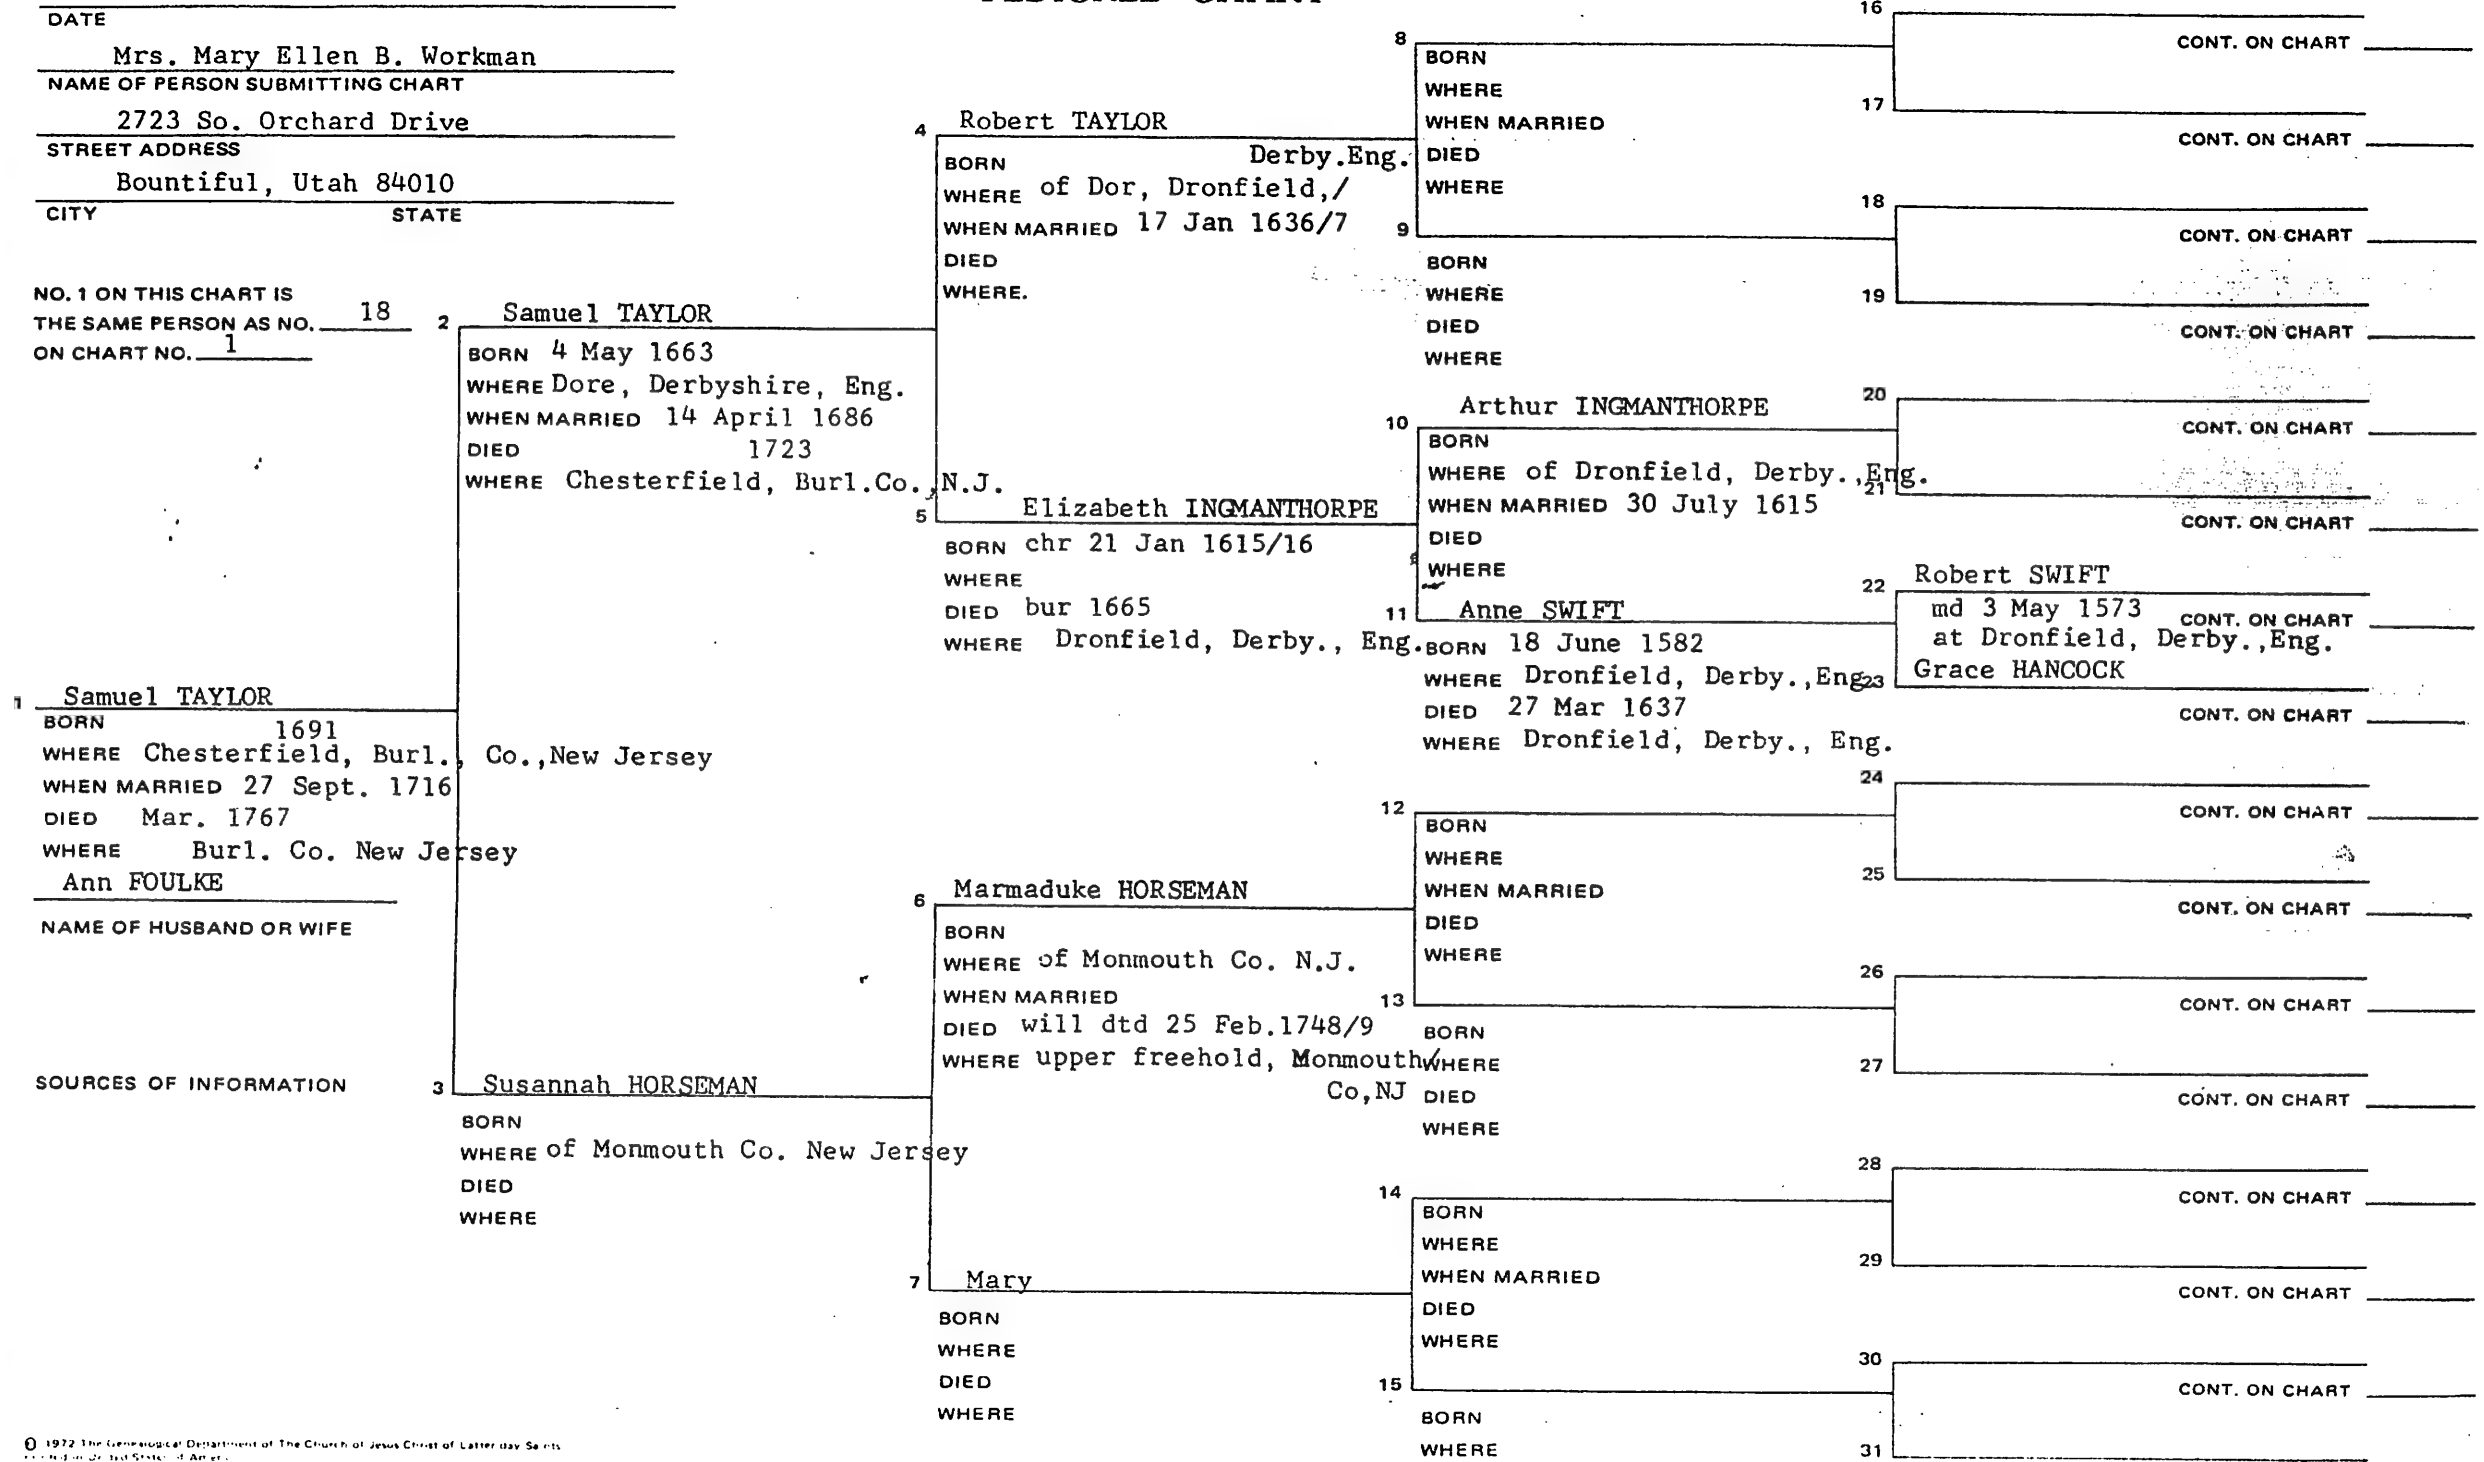 PEDIGREE CHART
DATE
Mrs. Mary Ellen B. Workman
NAME OF PERSON SUBMITTING CHART
2723 So. Orchard Drive
STREET ADDRESS
Bountiful, Utah 84010
CITY STATE
NO. 1 ON THIS CHART IS
THE SAME PERSON AS NO. 18
ON CHART NO. 1
1 Samuel TAYLOR
BORN 1691
WHERE Chesterfield, Burl., Co.,New Jersey
WHEN MARRIED 27 Sept. 1716
DIED Mar. 1767
WHERE Burl. Co. New Jersey
Ann FOULKE
NAME OF HUSBAND OR WIFE
SOURCES OF INFORMATION
2 Samuel TAYLOR
BORN 4 May 1663
WHERE Dore, Derbyshire, Eng.
WHEN MARRIED 14 April 1686
DIED 1723
WHERE Chesterfield, Burl.Co.,N.J.
3 Susannah HORSEMAN
BORN
WHERE of Monmouth Co. New Jersey
DIED
WHERE
4 Robert TAYLOR
Derby.Eng.
BORN
WHERE of Dor, Dronfield,/
WHEN MARRIED 17 Jan 1636/7
DIED
WHERE.
5 Elizabeth INGMANTHORPE
BORN chr 21 Jan 1615/16
WHERE
DIED bur 1665
WHERE Dronfield, Derby., Eng.
6 Marmaduke HORSEMAN
BORN
WHERE of Monmouth Co. N.J.
WHEN MARRIED
DIED will dtd 25 Feb.1748/9
WHERE upper freehold, Monmouth/
Co,NJ
7 Mary
BORN
WHERE
DIED
WHERE
8
BORN
WHERE
WHEN MARRIED
DIED
WHERE
9
BORN
WHERE
DIED
WHERE
10 Arthur INGMANTHORPE
BORN
WHERE of Dronfield, Derby.,Eng.
WHEN MARRIED 30 July 1615
DIED
WHERE
11 Anne SWIFT
BORN 18 June 1582
WHERE Dronfield, Derby.,Eng
DIED 27 Mar 1637
WHERE Dronfield, Derby., Eng.
12
BORN
WHERE
WHEN MARRIED
DIED
WHERE
13
BORN
WHERE
DIED
WHERE
14
BORN
WHERE
WHEN MARRIED
DIED
WHERE
15
BORN
WHERE
16
CONT. ON CHART
17
CONT. ON CHART
18
CONT. ON CHART
19
CONT. ON CHART
20
CONT. ON CHART
21
CONT. ON CHART
22 Robert SWIFT
md 3 May 1573 CONT. ON CHART
at Dronfield, Derby.,Eng.
23 Grace HANCOCK
CONT. ON CHART
24
CONT. ON CHART
25
CONT. ON CHART
26
CONT. ON CHART
27
CONT. ON CHART
28
CONT. ON CHART
29
CONT. ON CHART
30
CONT. ON CHART
31
© 1972 The Genealogical Department of The Church of Jesus Christ of Latter day Saints